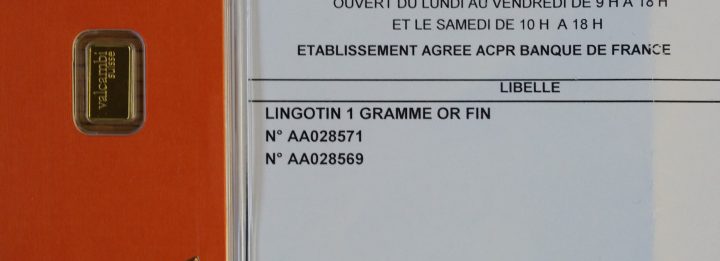 valcambi
suisse
OUVERT DU LUNDI AU VENDREDI DE 9 H A 18 H
ET LE SAMEDI DE 10 H A 18 H
ETABLISSEMENT AGREE ACPR BANQUE DE FRANCE
LIBELLE
LINGOTIN 1 GRAMME OR FIN
N° AA028571
N° AA028569